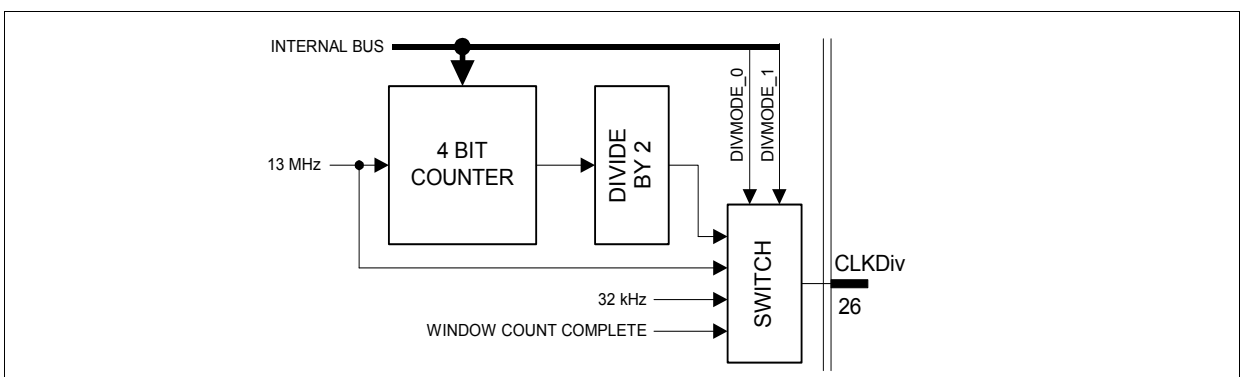 INTERNAL BUS
DIVMODE_0
DIVMODE_1
4 BIT
COUNTER
DIVIDE
BY 2
13 MHz
SWITCH
CLKDiv
26
32 kHz
WINDOW COUNT COMPLETE